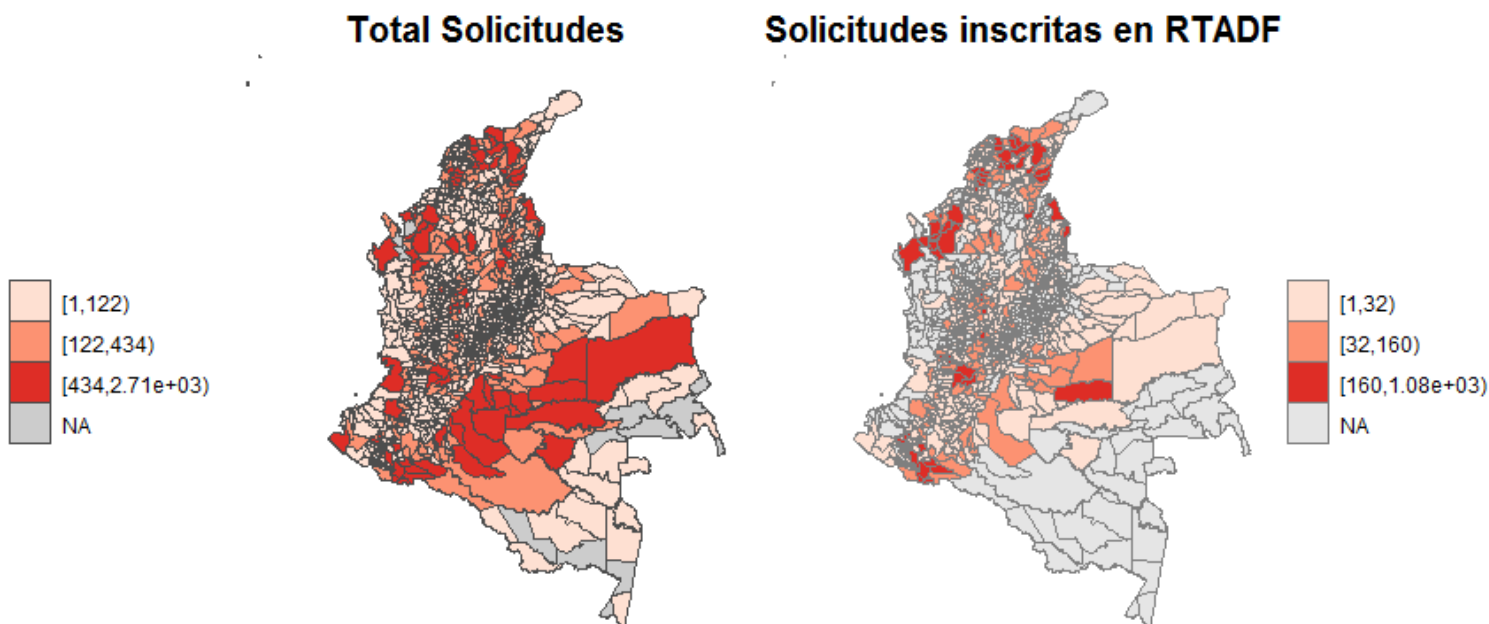 Total Solicitudes
Solicitudes inscritas en RTADF
[1,122)
[122,434)
[434,2.71e+03)
NA
[1,32)
[32,160)
[160,1.08e+03)
NA